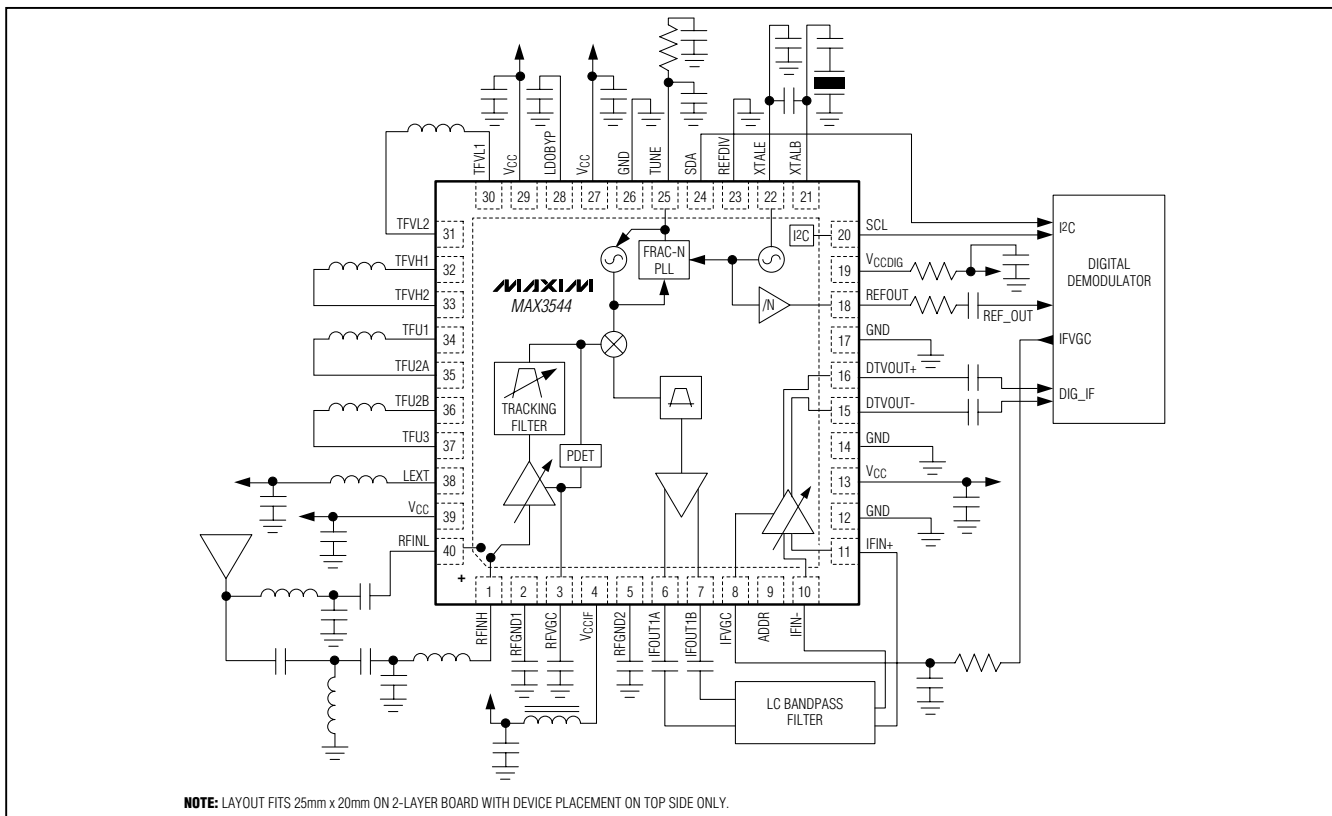 TFVL1
VCC
LDOBYP
VCC
GND
TUNE
SDA
REFDIV
XTALE
XTALB
30
29
28
27
26
25
24
23
22
21
TFVL2
31
TFVH1
32
TFVH2
33
TFU1
34
TFU2A
35
TFU2B
36
TFU3
37
LEXT
38
VCC
39
RFINL
40
+
MAXIM
MAX3544
FRAC-N
PLL
I2C
/N
TRACKING
FILTER
PDET
20
SCL
19
VCCDIG
18
REFOUT
REF_OUT
17
GND
16
DTVOUT+
15
DTVOUT-
14
GND
13
VCC
12
GND
11
IFIN+
I2C
DIGITAL
DEMODULATOR
IFVGC
DIG_IF
1
2
3
4
5
6
7
8
9
10
RFINH
RFGND1
RFVGC
VCCIF
RFGND2
IFOUT1A
IFOUT1B
IFVGC
ADDR
IFIN-
LC BANDPASS
FILTER
NOTE: LAYOUT FITS 25mm x 20mm ON 2-LAYER BOARD WITH DEVICE PLACEMENT ON TOP SIDE ONLY.